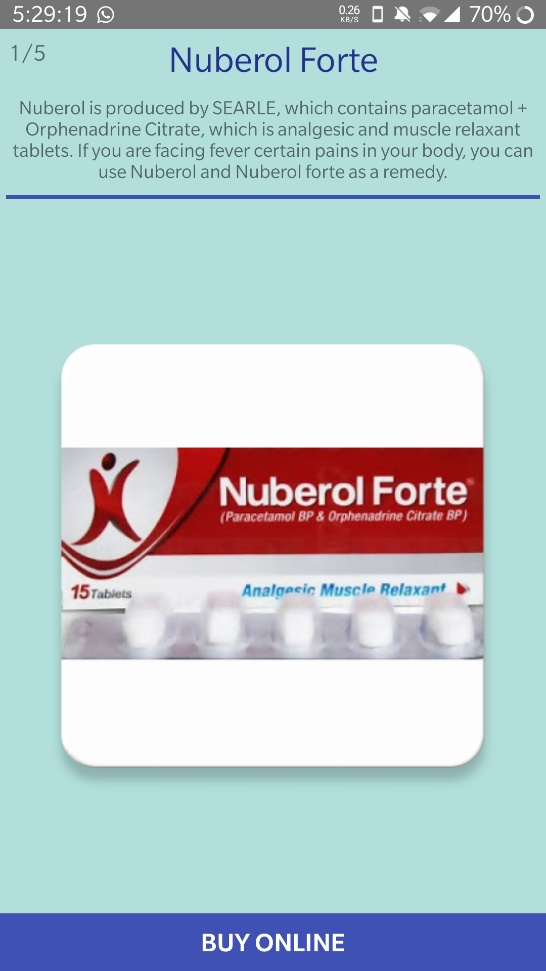 5:29:19 0.26 KB/S 70%
1/5
Nuberol Forte
Nuberol is produced by SEARLE, which contains paracetamol +
Orphenadrine Citrate, which is analgesic and muscle relaxant
tablets. If you are facing fever certain pains in your body, you can
use Nuberol and Nuberol forte as a remedy.
Nuberol Forte®
(Paracetamol BP & Orphenadrine Citrate BP)
15 Tablets
Analgesic Muscle Relaxant
BUY ONLINE